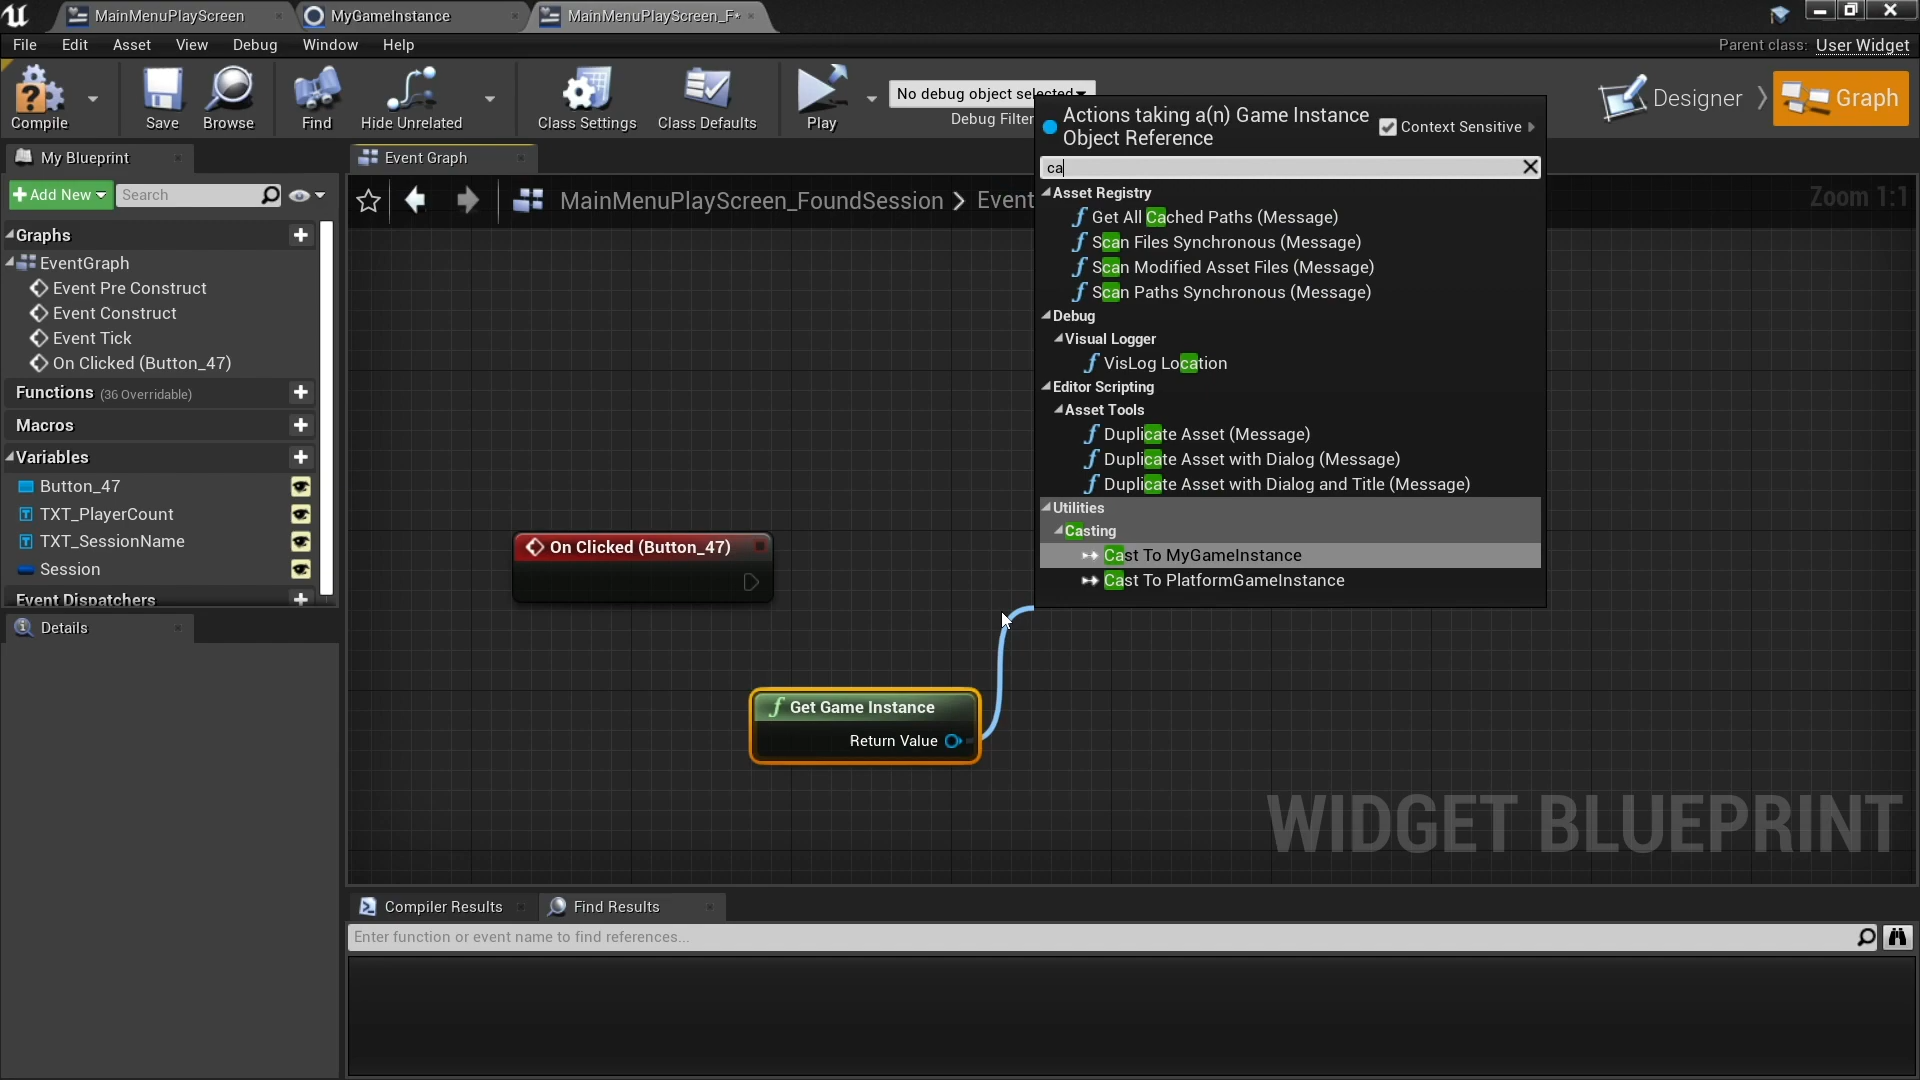 MainMenuPlayScreen
MyGameInstance
MainMenuPlayScreen_F*
File Edit Asset View Debug Window Help
Parent class: User Widget
Compile
Save
Browse
Find
Hide Unrelated
Class Settings
Class Defaults
Play
No debug object selected
Debug Filter
Designer
Graph
My Blueprint
Add New
Search
Graphs
EventGraph
Event Pre Construct
Event Construct
Event Tick
On Clicked (Button_47)
Functions (36 Overridable)
Macros
Variables
Button_47
TXT_PlayerCount
TXT_SessionName
Session
Event Dispatchers
Details
Event Graph
MainMenuPlayScreen_FoundSession > Event
Zoom 1:1
On Clicked (Button_47)
Get Game Instance
Return Value
Actions taking a(n) Game Instance
Object Reference
Context Sensitive
ca
Asset Registry
Get All Cached Paths (Message)
Scan Files Synchronous (Message)
Scan Modified Asset Files (Message)
Scan Paths Synchronous (Message)
Debug
Visual Logger
VisLog Location
Editor Scripting
Asset Tools
Duplicate Asset (Message)
Duplicate Asset with Dialog (Message)
Duplicate Asset with Dialog and Title (Message)
Utilities
Casting
Cast To MyGameInstance
Cast To PlatformGameInstance
WIDGET BLUEPRINT
Compiler Results
Find Results
Enter function or event name to find references...